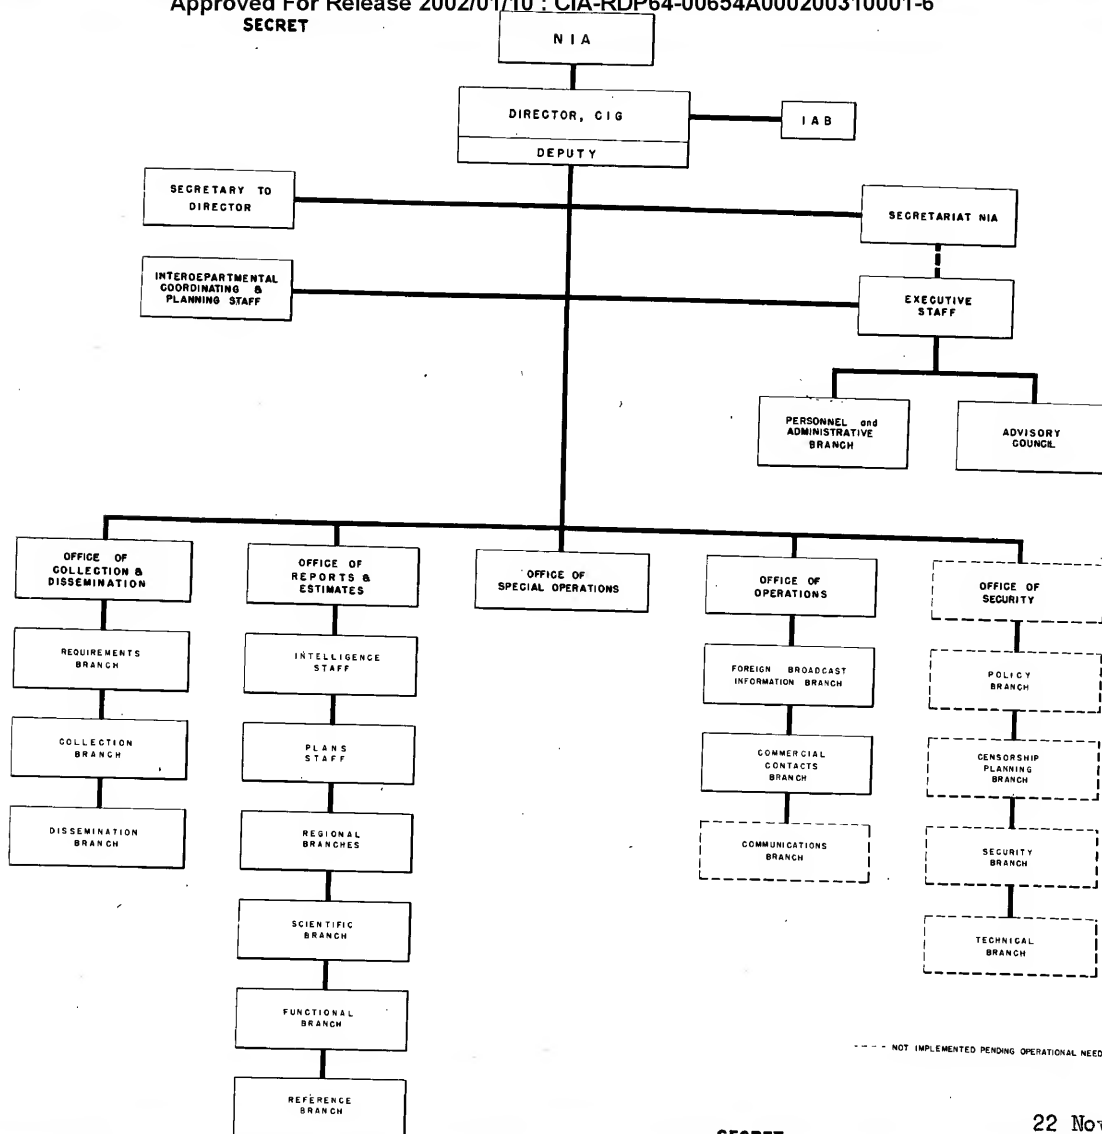 Approved For Release 2002/01/10 : CIA-RDP64-00654A000200310001-6
SECRET
NIA
DIRECTOR, CIG
IAB
DEPUTY
SECRETARY TO
DIRECTOR
SECRETARIAT NIA
INTERDEPARTMENTAL
COORDINATING &
PLANNING STAFF
EXECUTIVE
STAFF
PERSONNEL and
ADMINISTRATIVE
BRANCH
ADVISORY
COUNCIL
OFFICE OF
COLLECTION &
DISSEMINATION
REQUIREMENTS
BRANCH
COLLECTION
BRANCH
DISSEMINATION
BRANCH
OFFICE OF
REPORTS &
ESTIMATES
INTELLIGENCE
STAFF
PLANS
STAFF
REGIONAL
BRANCHES
SCIENTIFIC
BRANCH
FUNCTIONAL
BRANCH
REFERENCE
BRANCH
OFFICE OF
SPECIAL OPERATIONS
OFFICE OF
OPERATIONS
FOREIGN BROADCAST
INFORMATION BRANCH
COMMERCIAL
CONTACTS
BRANCH
COMMUNICATIONS
BRANCH
OFFICE OF
SECURITY
POLICY
BRANCH
CENSORSHIP
PLANNING
BRANCH
SECURITY
BRANCH
TECHNICAL
BRANCH
---- NOT IMPLEMENTED PENDING OPERATIONAL NEED
22 Nov
SECRET